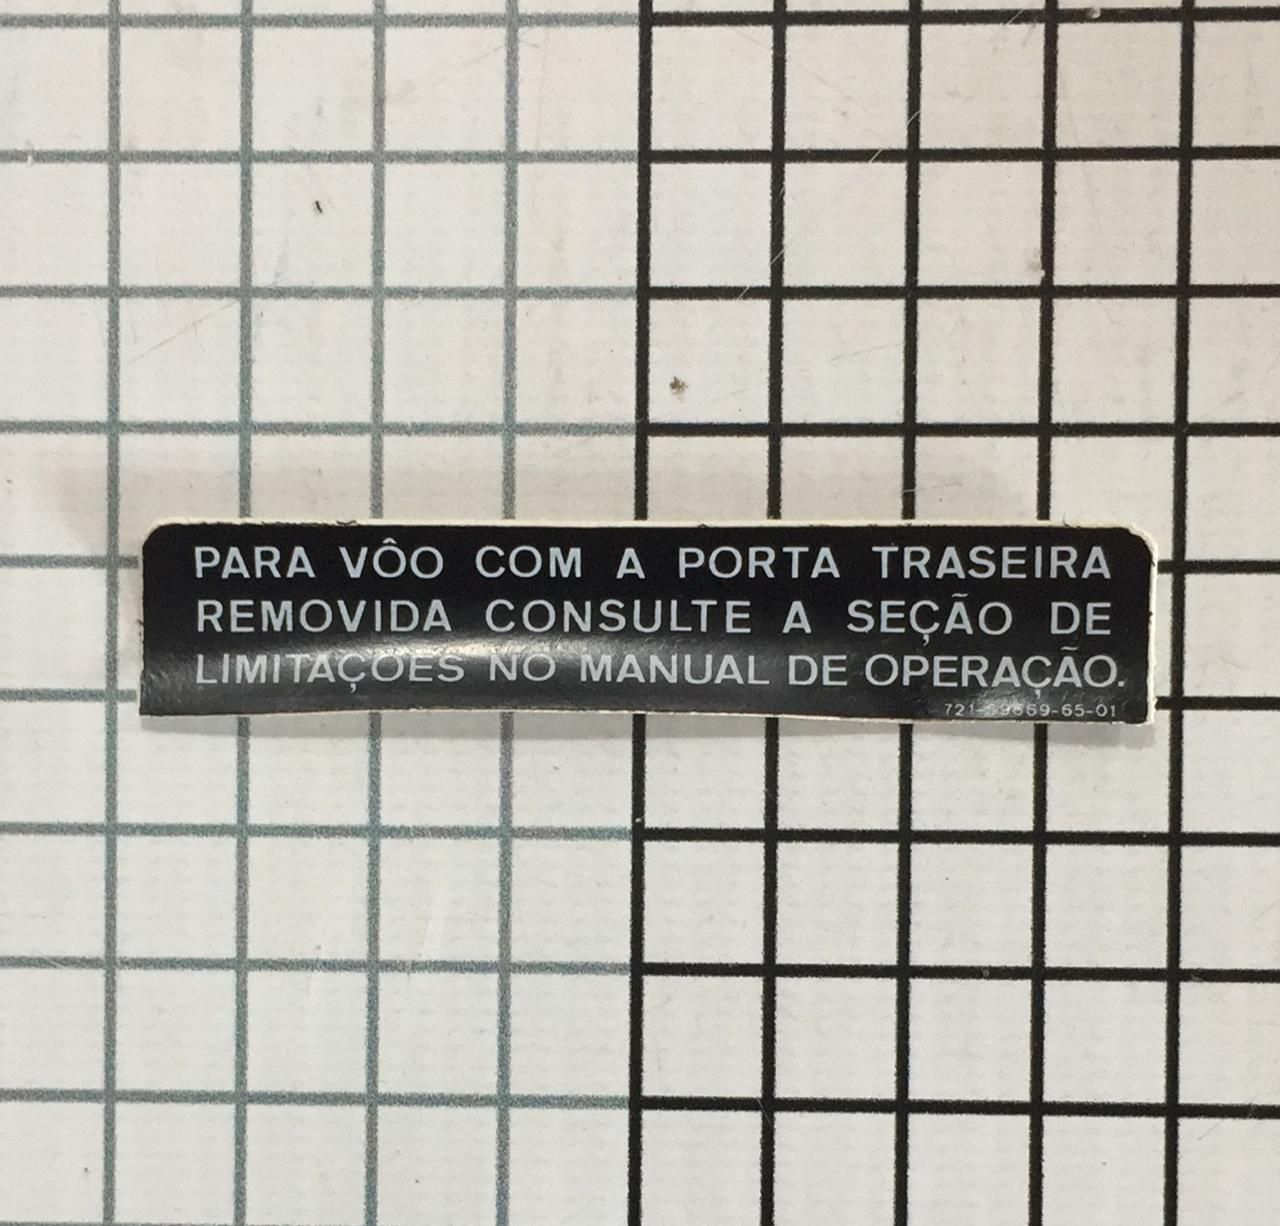 PARA VÔO COM A PORTA TRASEIRA
REMOVIDA CONSULTE A SEÇÃO DE
LIMITAÇÕES NO MANUAL DE OPERAÇÃO.